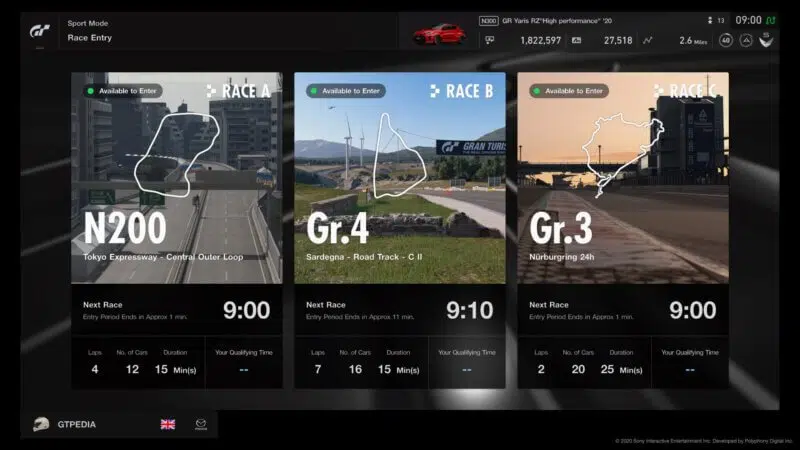 Sport Mode
Race Entry
N300 GR Yaris RZ"High performance" '20
13 09:00
1,822,597 27,518 2.6 Miles 40
Available to Enter RACE A
N200
Tokyo Expressway - Central Outer Loop
Next Race
Entry Period Ends in Approx 1 min.
9:00
Laps No. of Cars Duration Your Qualifying Time
4 12 15 Min(s) --
Available to Enter RACE B
GRAN TURIS
Gr.4
Sardegna - Road Track - C II
Next Race
Entry Period Ends in Approx 11 min.
9:10
Laps No. of Cars Duration Your Qualifying Time
7 16 15 Min(s) --
Available to Enter RACE C
Gr.3
Nürburgring 24h
Next Race
Entry Period Ends in Approx 1 min.
9:00
Laps No. of Cars Duration Your Qualifying Time
2 20 25 Min(s) --
GTPEDIA
© 2020 Sony Interactive Entertainment Inc. Developed by Polyphony Digital Inc.